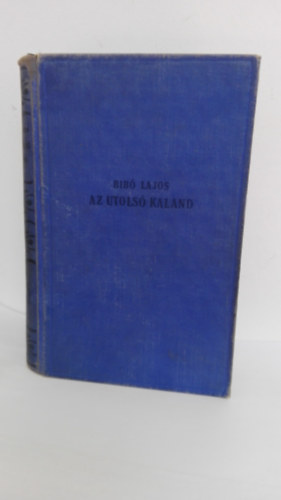 BIRÓ LAJOS
AZ UTOLSÓ KALAND